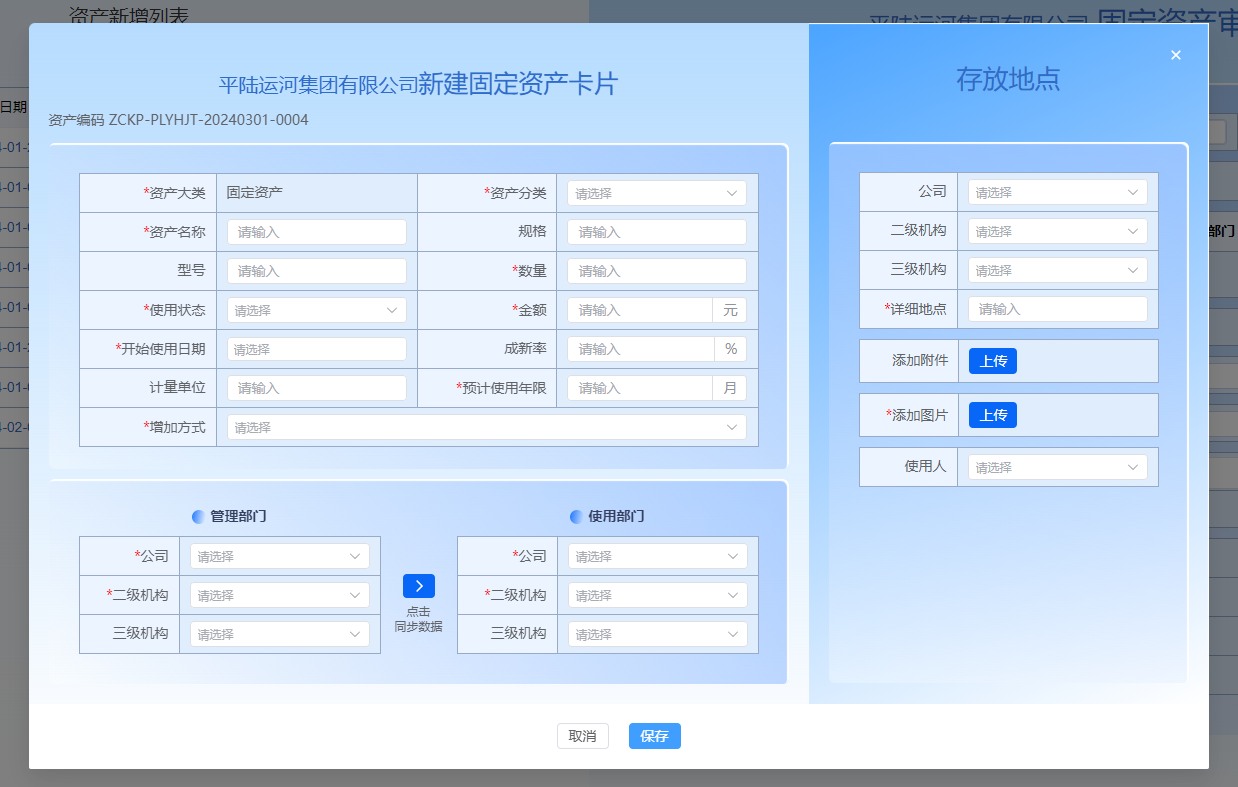 资产新增列表
平陆运河集团有限公司 固定资产审
平陆运河集团有限公司新建固定资产卡片
资产编码 ZCKP-PLYHJT-20240301-0004
*资产大类 固定资产 *资产分类 请选择
*资产名称 请输入 规格 请输入
型号 请输入 *数量 请输入
*使用状态 请选择 *金额 请输入 元
*开始使用日期 请选择 成新率 请输入 %
计量单位 请输入 *预计使用年限 请输入 月
*增加方式 请选择
管理部门
*公司 请选择
*二级机构 请选择
三级机构 请选择
点击
同步数据
使用部门
*公司 请选择
*二级机构 请选择
三级机构 请选择
存放地点
公司 请选择
二级机构 请选择
三级机构 请选择
*详细地点 请输入
添加附件 上传
*添加图片 上传
使用人 请选择
取消 保存
日期
部门